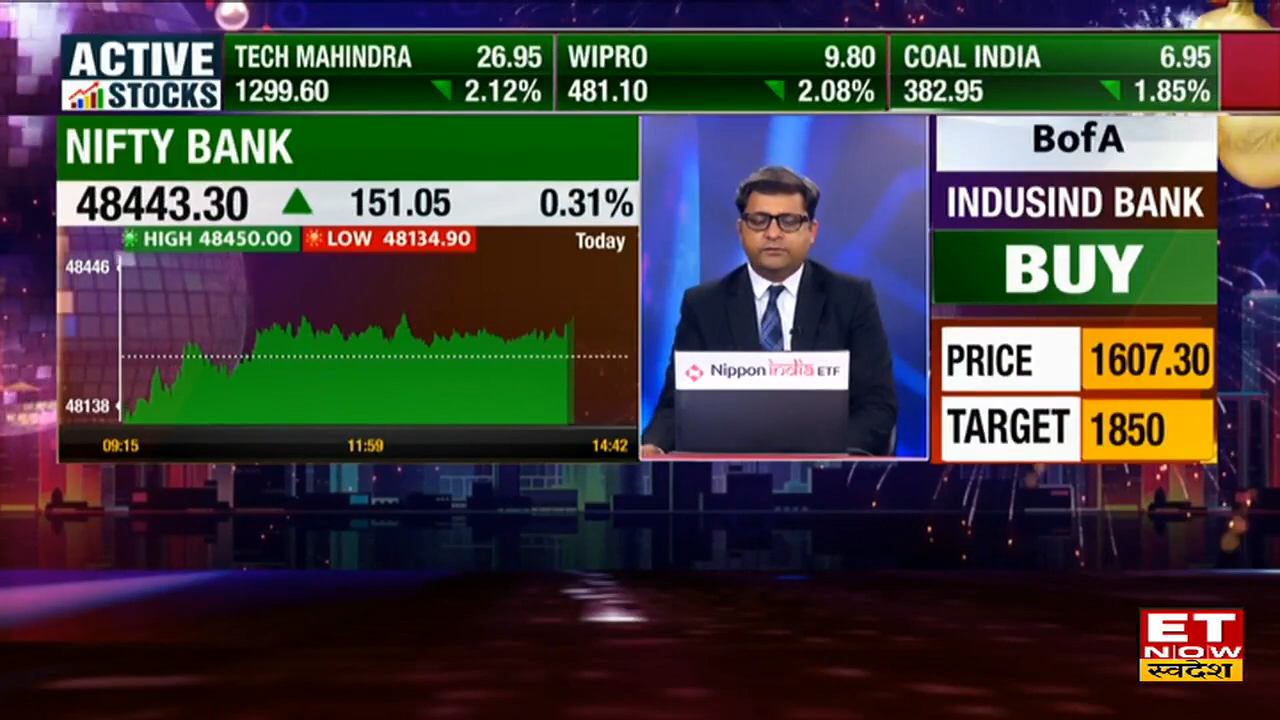 ACTIVE
STOCKS
TECH MAHINDRA 26.95
1299.60 2.12%
WIPRO 9.80
481.10 2.08%
COAL INDIA 6.95
382.95 1.85%
NIFTY BANK
48443.30 151.05 0.31%
HIGH 48450.00 LOW 48134.90 Today
48446
48138
09:15 11:59 14:42
Nippon india ETF
BofA
INDUSIND BANK
BUY
PRICE 1607.30
TARGET 1850
ET
NOW
स्वदेश